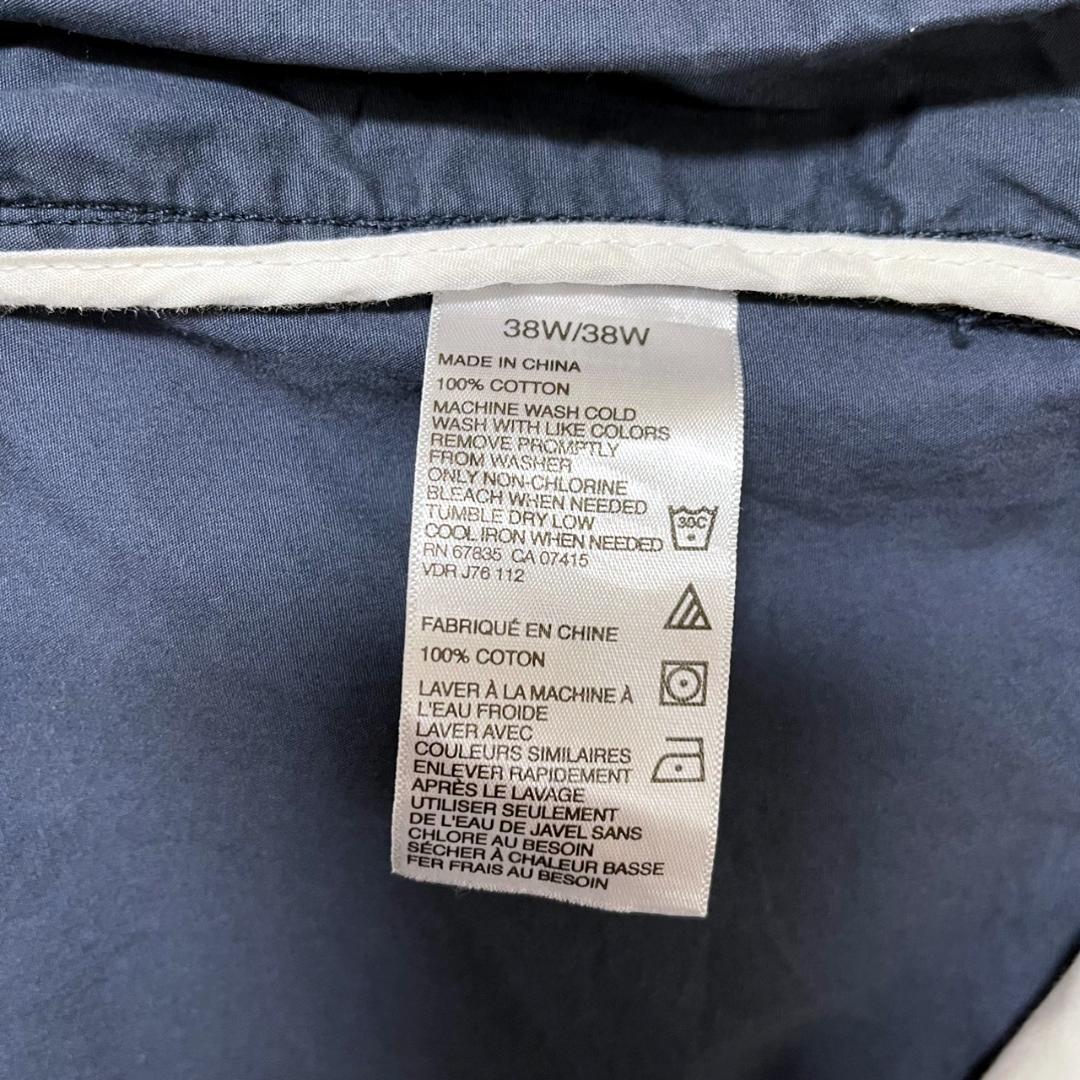 38W/38W
MADE IN CHINA
100% COTTON
MACHINE WASH COLD
WASH WITH LIKE COLORS
REMOVE PROMPTLY
FROM WASHER
ONLY NON-CHLORINE
BLEACH WHEN NEEDED
TUMBLE DRY LOW
COOL IRON WHEN NEEDED
RN 67835 CA 07415
VDR J76 112
30C
FABRIQUÉ EN CHINE
100% COTON
LAVER À LA MACHINE À
L'EAU FROIDE
LAVER AVEC
COULEURS SIMILAIRES
ENLEVER RAPIDEMENT
APRÈS LE LAVAGE
UTILISER SEULEMENT
DE L'EAU DE JAVEL SANS
CHLORE AU BESOIN
SÉCHER À CHALEUR BASSE
FER FRAIS AU BESOIN